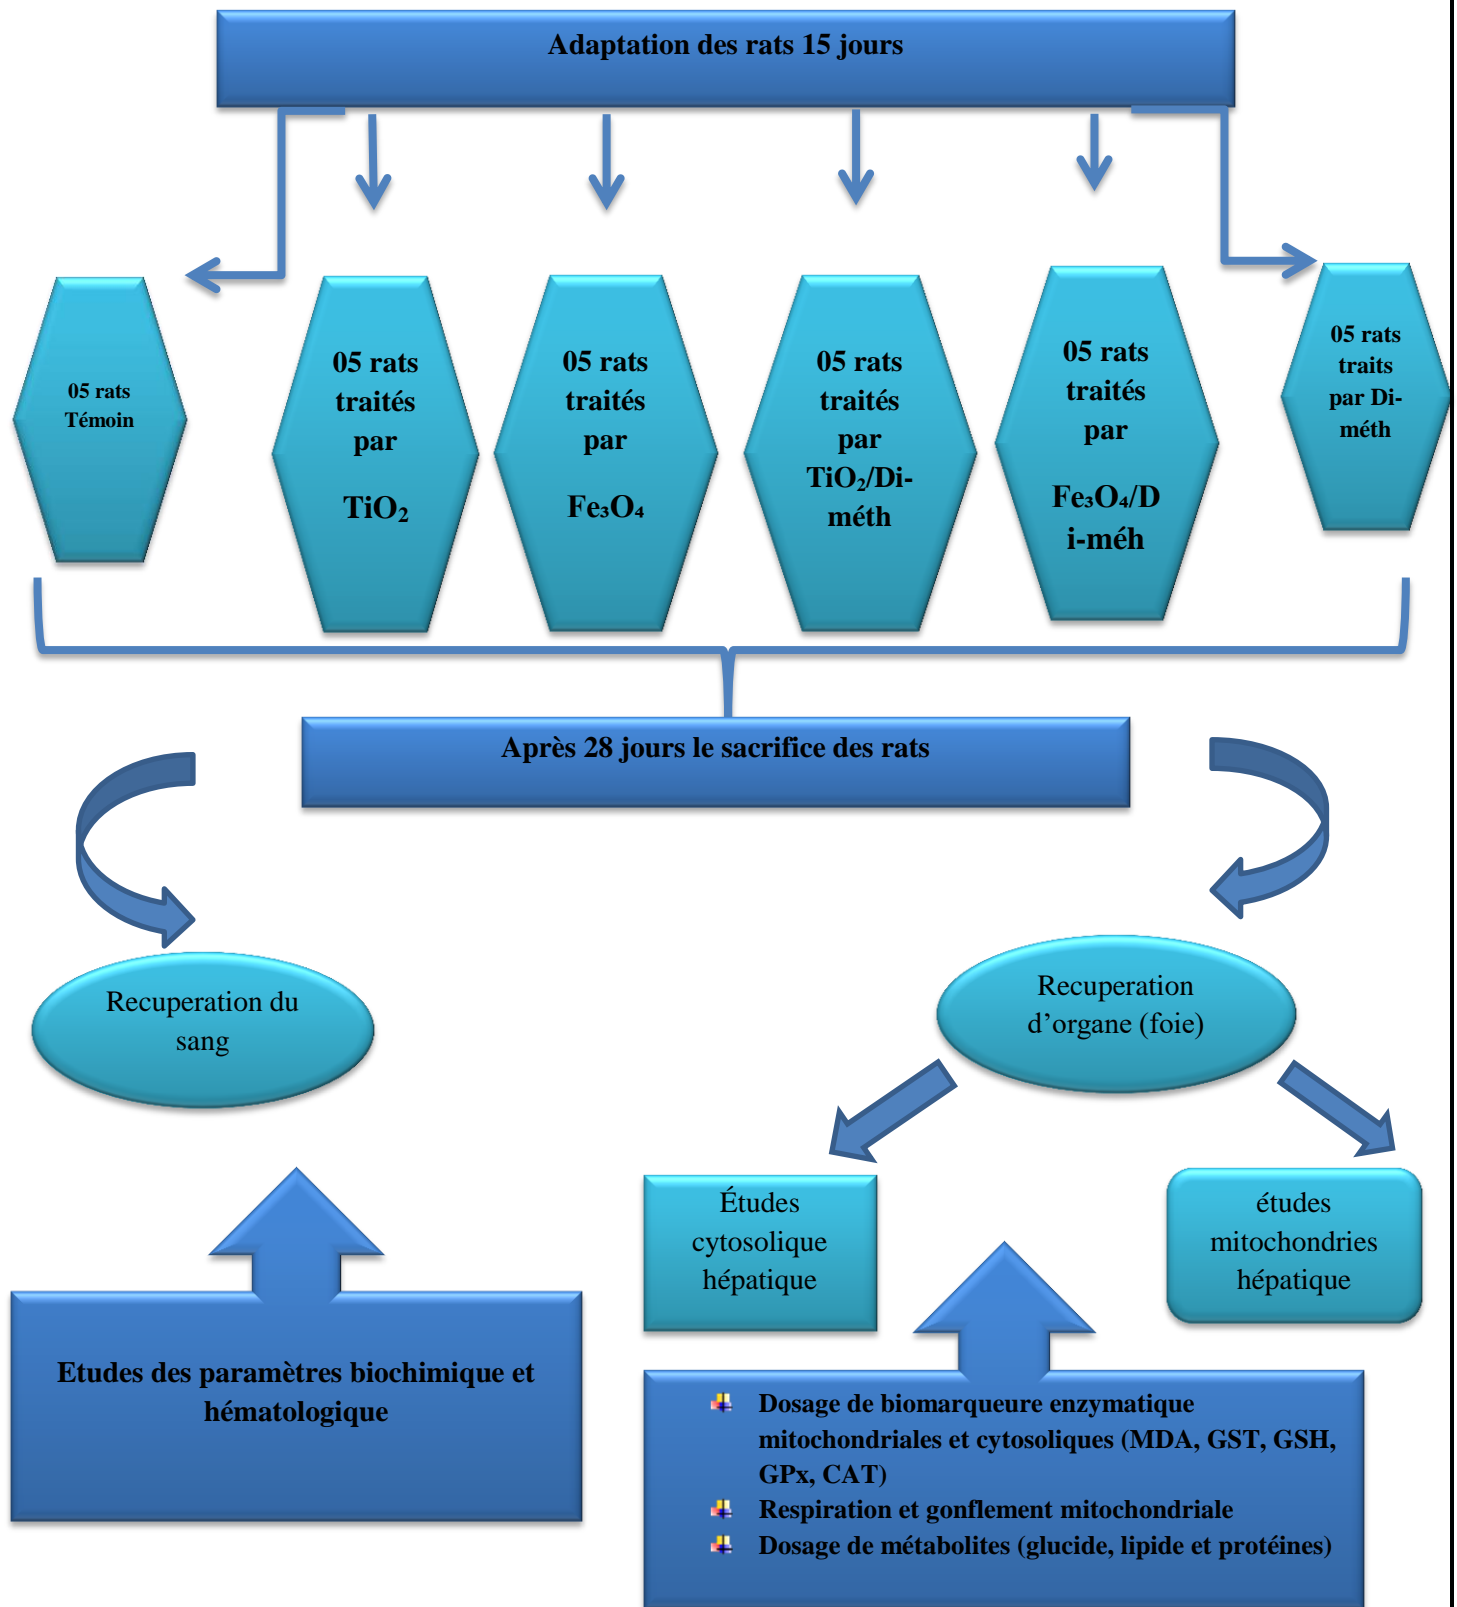 Adaptation des rats 15 jours
05 rats
Témoin
05 rats
traités
par
TiO₂
05 rats
traités
par
Fe₃O₄
05 rats
traités
par
TiO₂/Di-
méth
05 rats
traités
par
Fe₃O₄/D
i-méh
05 rats
traits
par Di-
méth
Après 28 jours le sacrifice des rats
Recuperation du
sang
Recuperation
d’organe (foie)
Études
cytosolique
hépatique
études
mitochondries
hépatique
Etudes des paramètres biochimique et
hématologique
Dosage de biomarqueure enzymatique
mitochondriales et cytosoliques (MDA, GST, GSH,
GPx, CAT)
Respiration et gonflement mitochondriale
Dosage de métabolites (glucide, lipide et protéines)